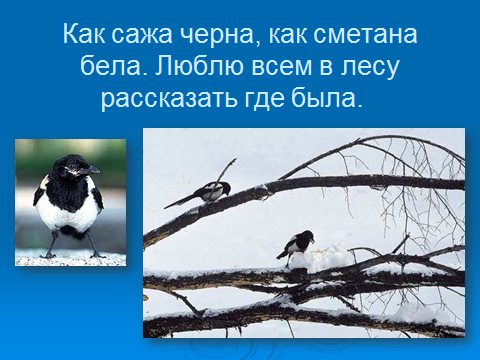 Как сажа черна, как сметана
бела. Люблю всем в лесу
рассказать где была.